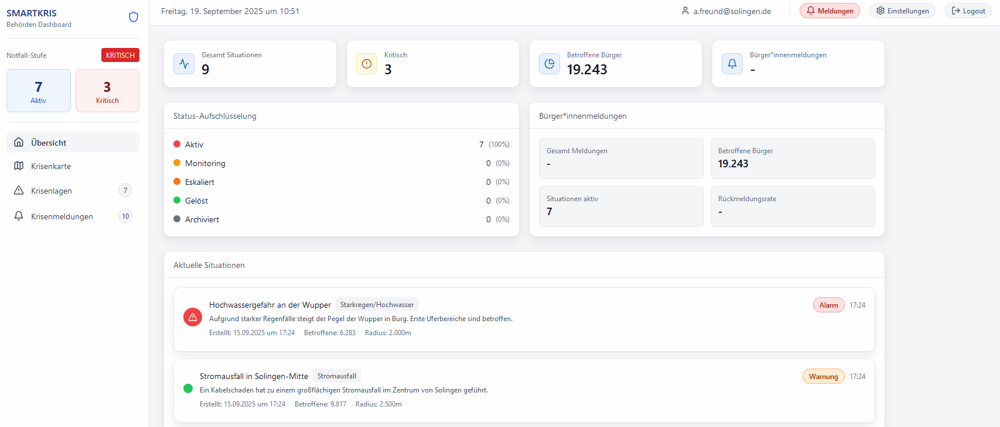 SMARTKRIS
Behörden Dashboard
Notfall-Stufe KRITISCH
7 Aktiv
3 Kritisch
Übersicht
Krisenkarte
Krisenlagen 7
Krisenmeldungen 10
Freitag, 19. September 2025 um 10:51
a.freund@solingen.de
Meldungen
Einstellungen
Logout
Gesamt Situationen
9
Kritisch
3
Betroffene Bürger
19.243
Bürger*innenmeldungen
-
Status-Aufschlüsselung
Aktiv 7 (100%)
Monitoring 0 (0%)
Eskaliert 0 (0%)
Gelöst 0 (0%)
Archiviert 0 (0%)
Bürger*innenmeldungen
Gesamt Meldungen
-
Betroffene Bürger
19.243
Situationen aktiv
7
Rückmeldungsrate
-
Aktuelle Situationen
Hochwassergefahr an der Wupper Starkregen/Hochwasser Alarm 17:24
Aufgrund starker Regenfälle steigt der Pegel der Wupper in Burg. Erste Uferbereiche sind betroffen.
Erstellt: 15.09.2025 um 17:24 Betroffene: 6.283 Radius: 2.000m
Stromausfall in Solingen-Mitte Stromausfall Warnung 17:24
Ein Kabelschaden hat zu einem großflächigen Stromausfall im Zentrum von Solingen geführt.
Erstellt: 15.09.2025 um 17:24 Betroffene: 9.817 Radius: 2.500m